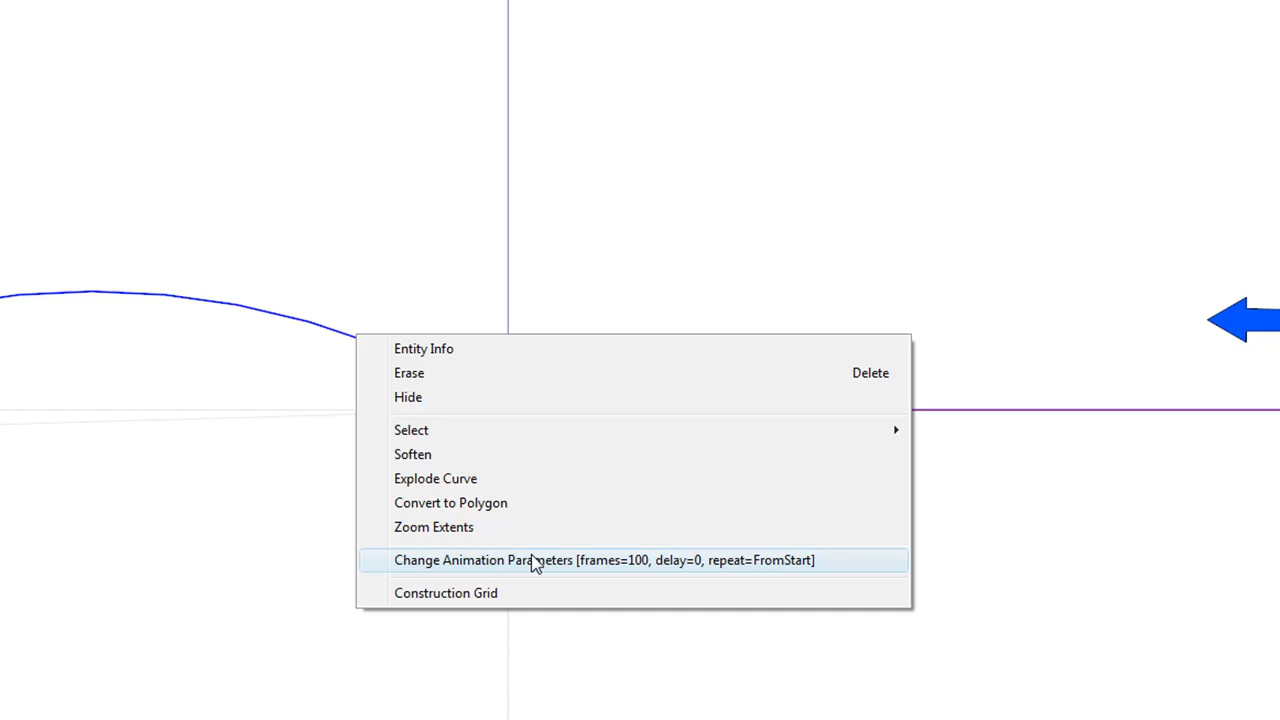 Entity Info
Erase Delete
Hide
Select
Soften
Explode Curve
Convert to Polygon
Zoom Extents
Change Animation Parameters [frames=100, delay=0, repeat=FromStart]
Construction Grid